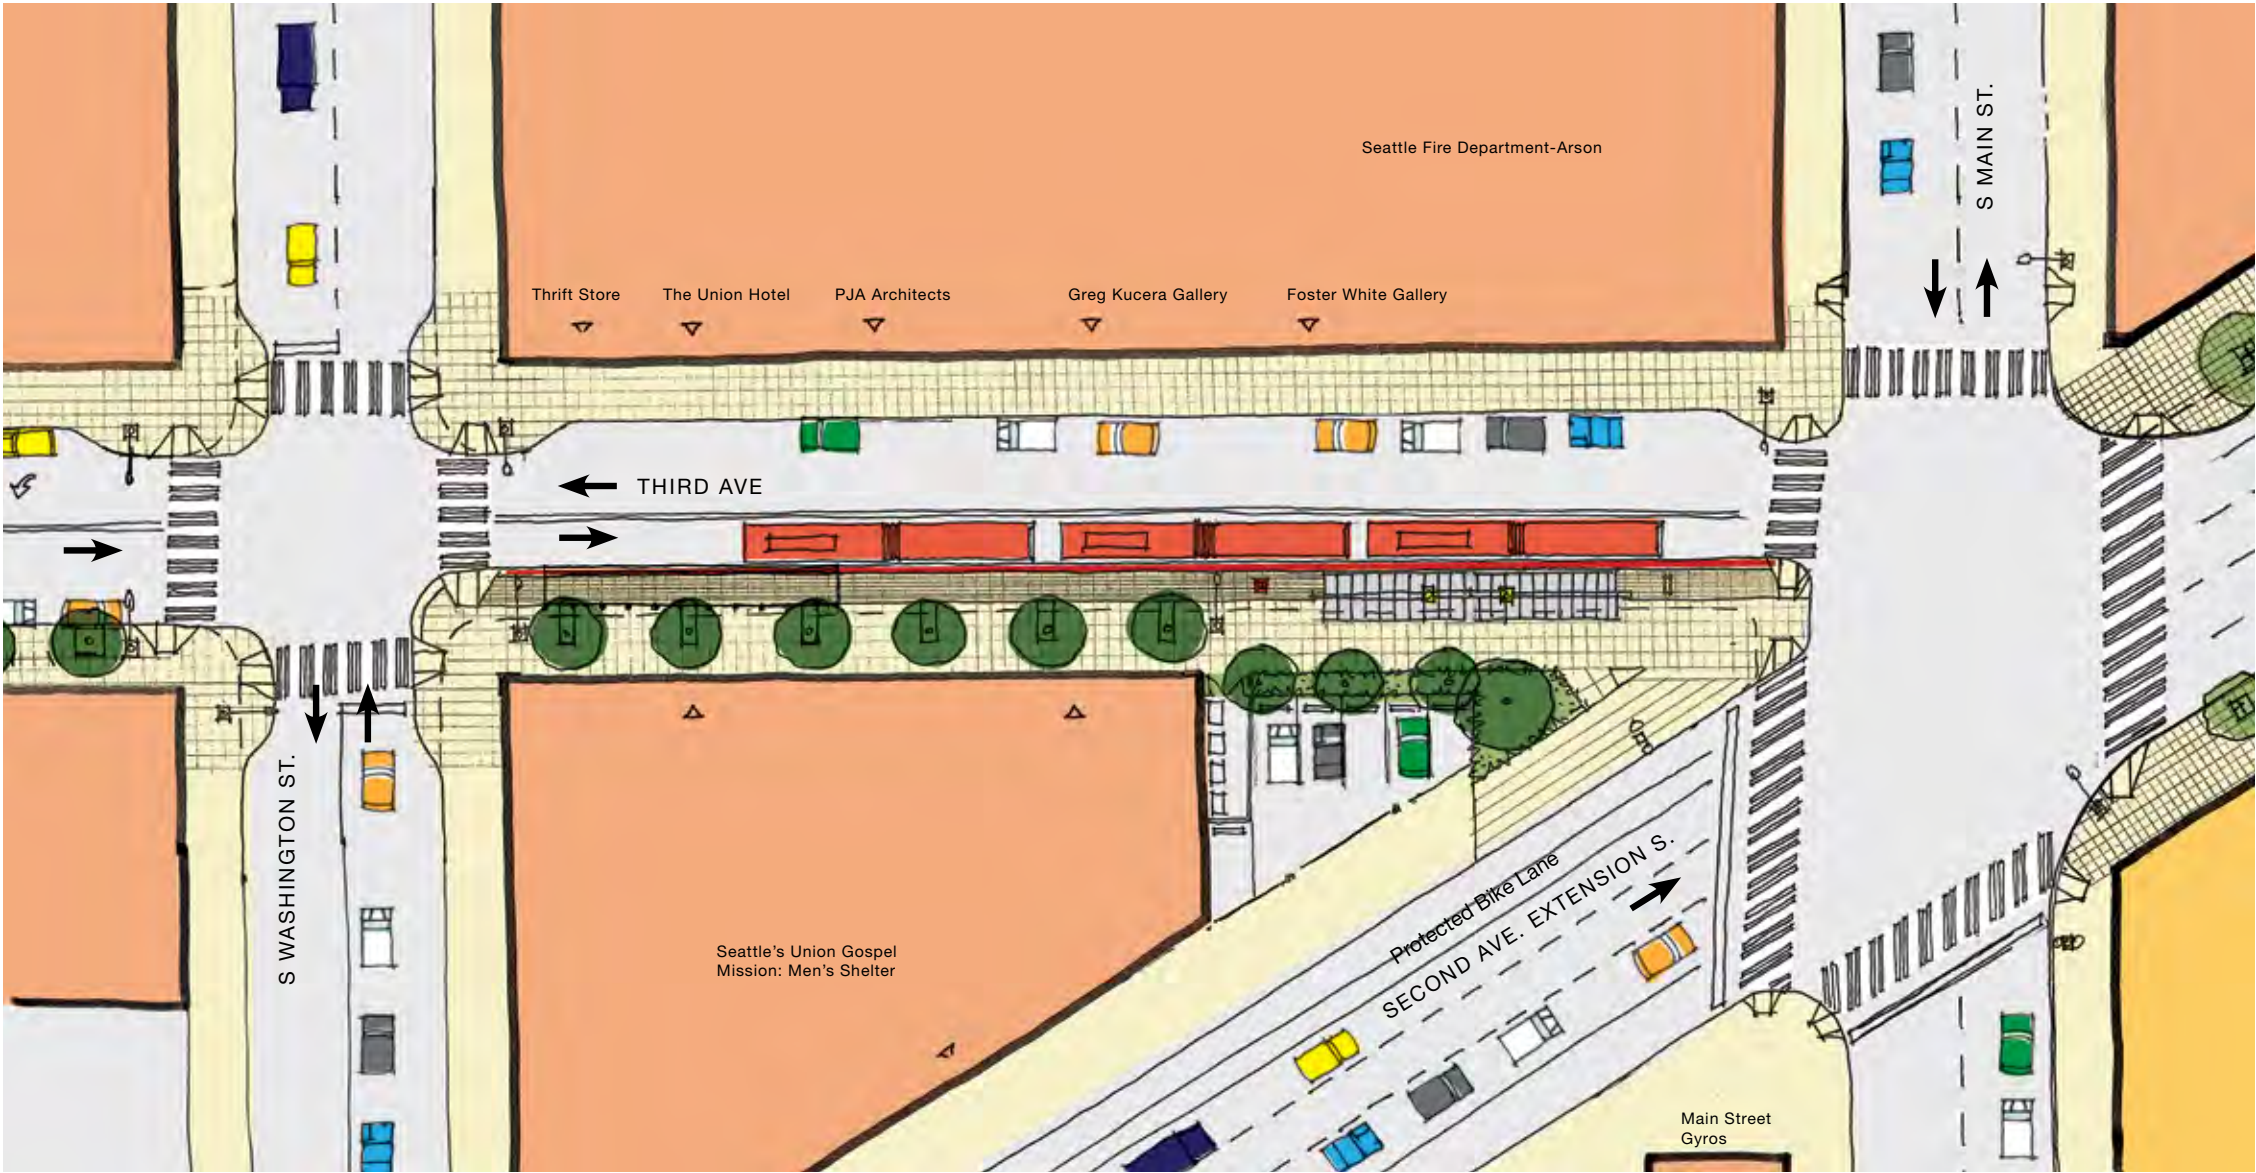 Seattle Fire Department-Arson
S MAIN ST.
Thrift Store
The Union Hotel
PJA Architects
Greg Kucera Gallery
Foster White Gallery
THIRD AVE
S WASHINGTON ST.
Seattle's Union Gospel
Mission: Men's Shelter
Protected Bike Lane
SECOND AVE. EXTENSION S.
Main Street
Gyros